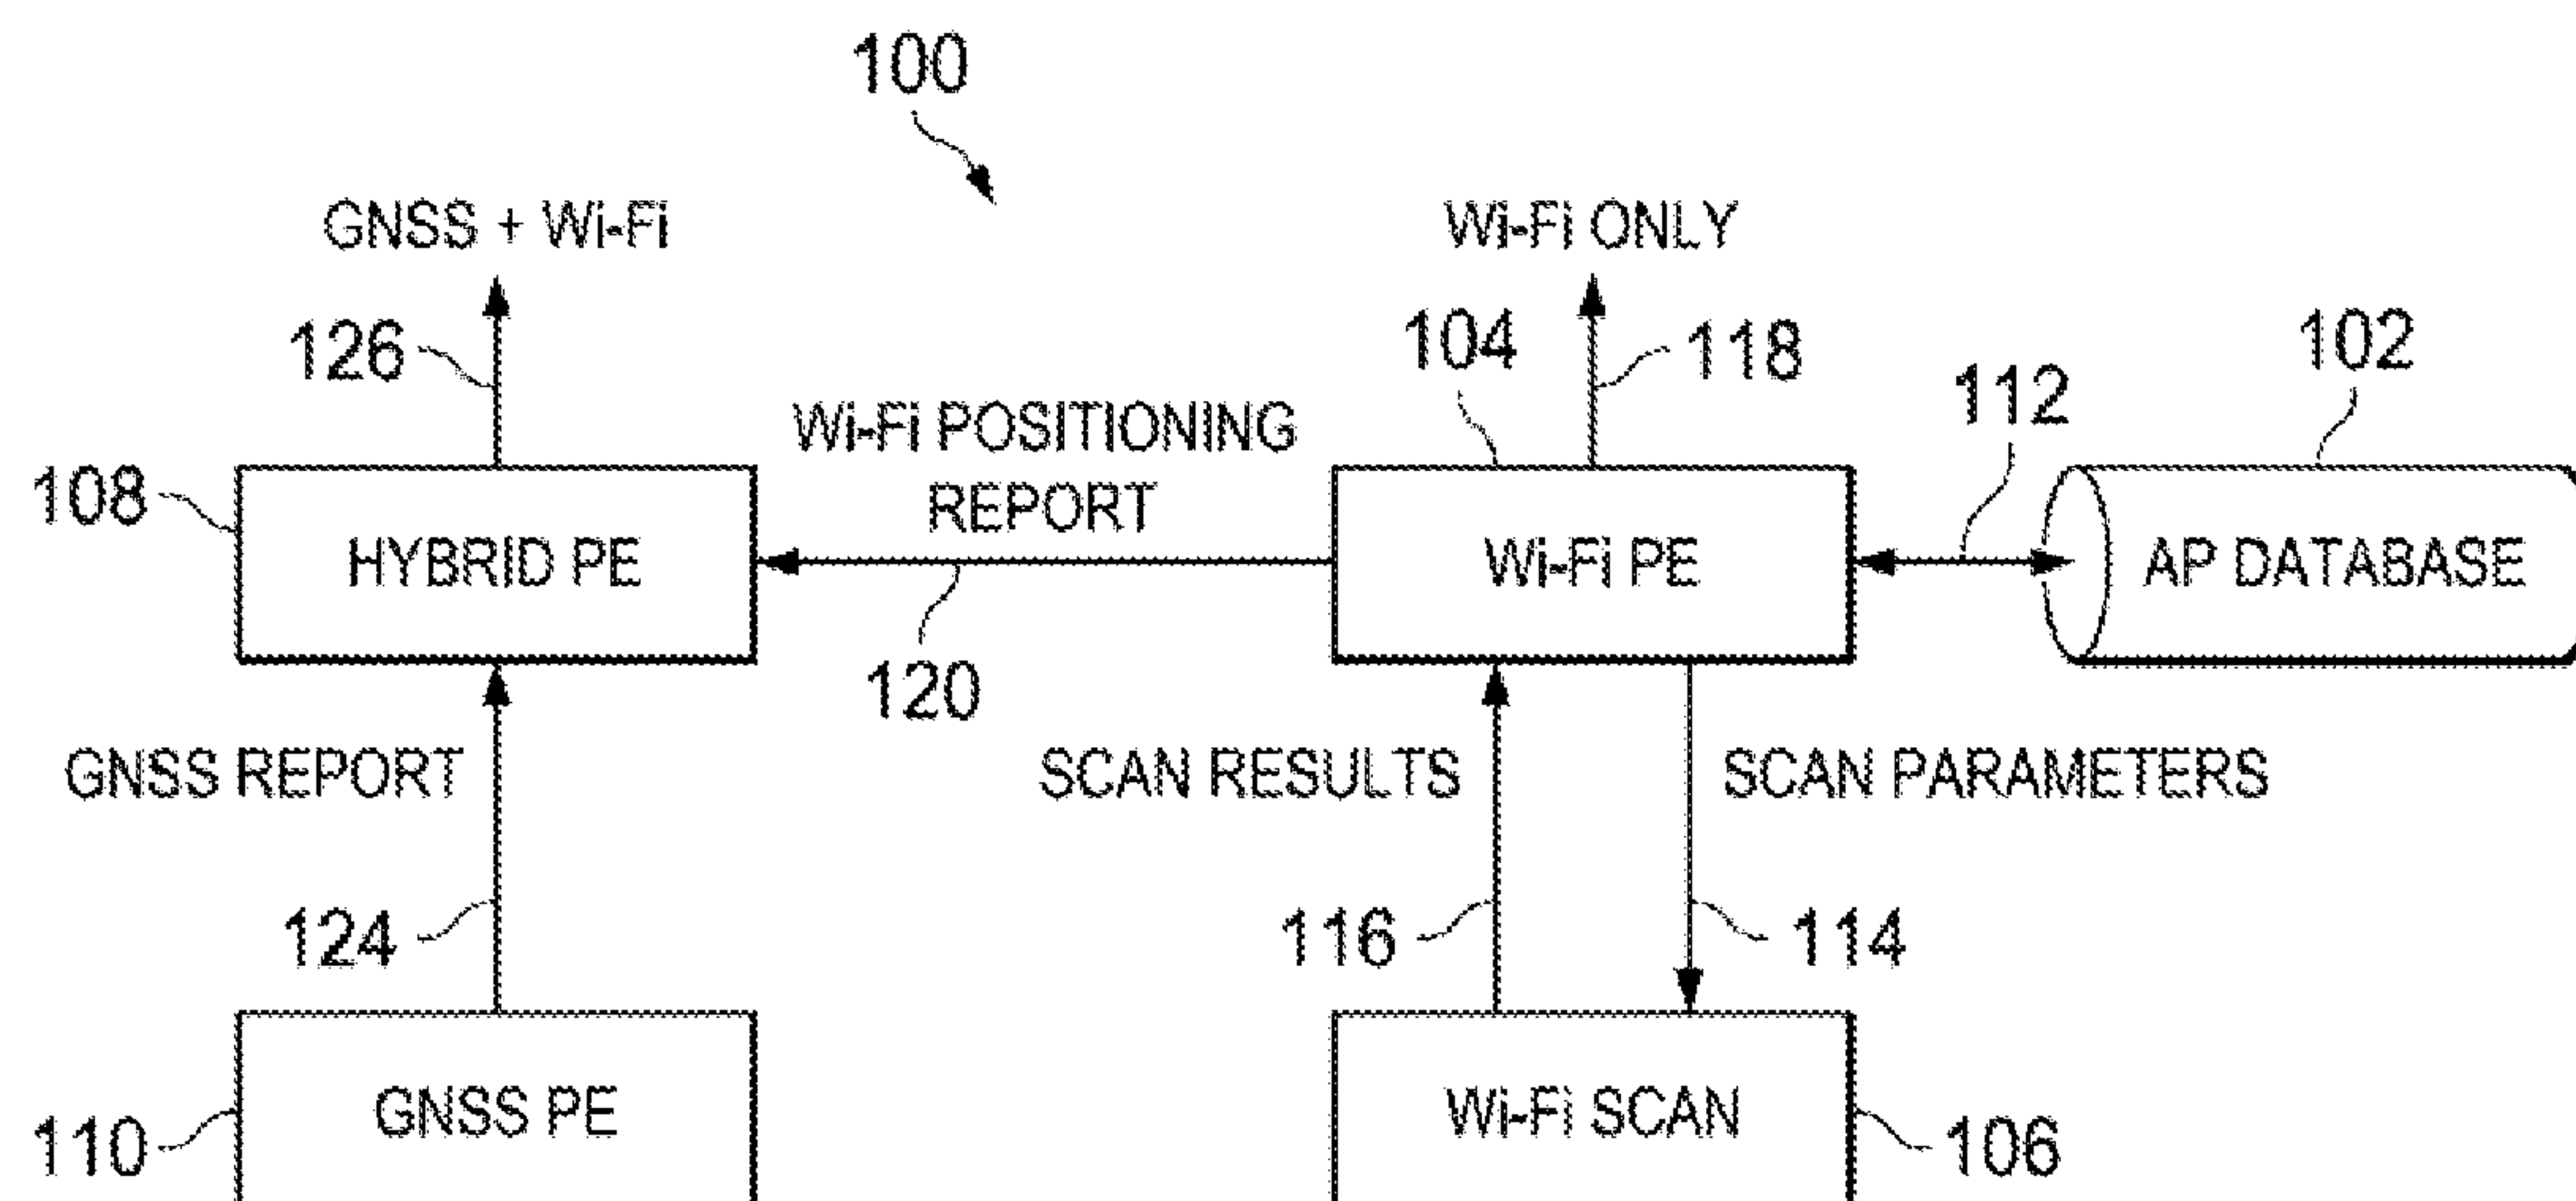 100
GNSS + Wi-Fi
Wi-Fi ONLY
126
104
118
102
112
Wi-Fi POSITIONING
REPORT
108
HYBRID PE
Wi-Fi PE
AP DATABASE
120
GNSS REPORT
SCAN RESULTS
SCAN PARAMETERS
124
116
114
GNSS PE
Wi-Fi SCAN
110
106